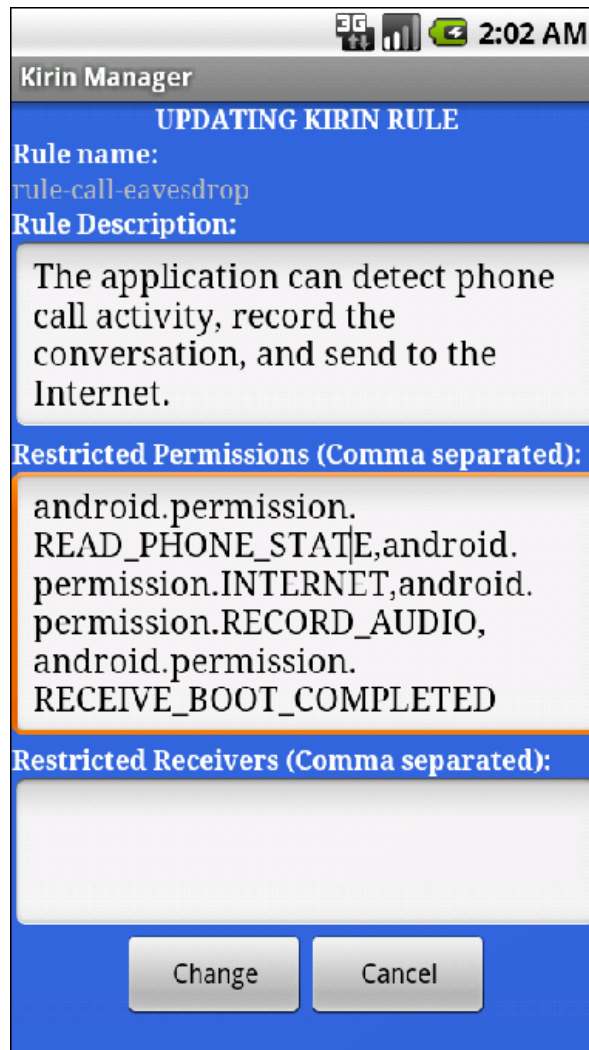 3G 2:02 AM
Kirin Manager
UPDATING KIRIN RULE
Rule name:
rule-call-eavesdrop
Rule Description:
The application can detect phone
call activity, record the
conversation, and send to the
Internet.
Restricted Permissions (Comma separated):
android.permission.
READ_PHONE_STATE,android.
permission.INTERNET,android.
permission.RECORD_AUDIO,
android.permission.
RECEIVE_BOOT_COMPLETED
Restricted Receivers (Comma separated):
Change Cancel